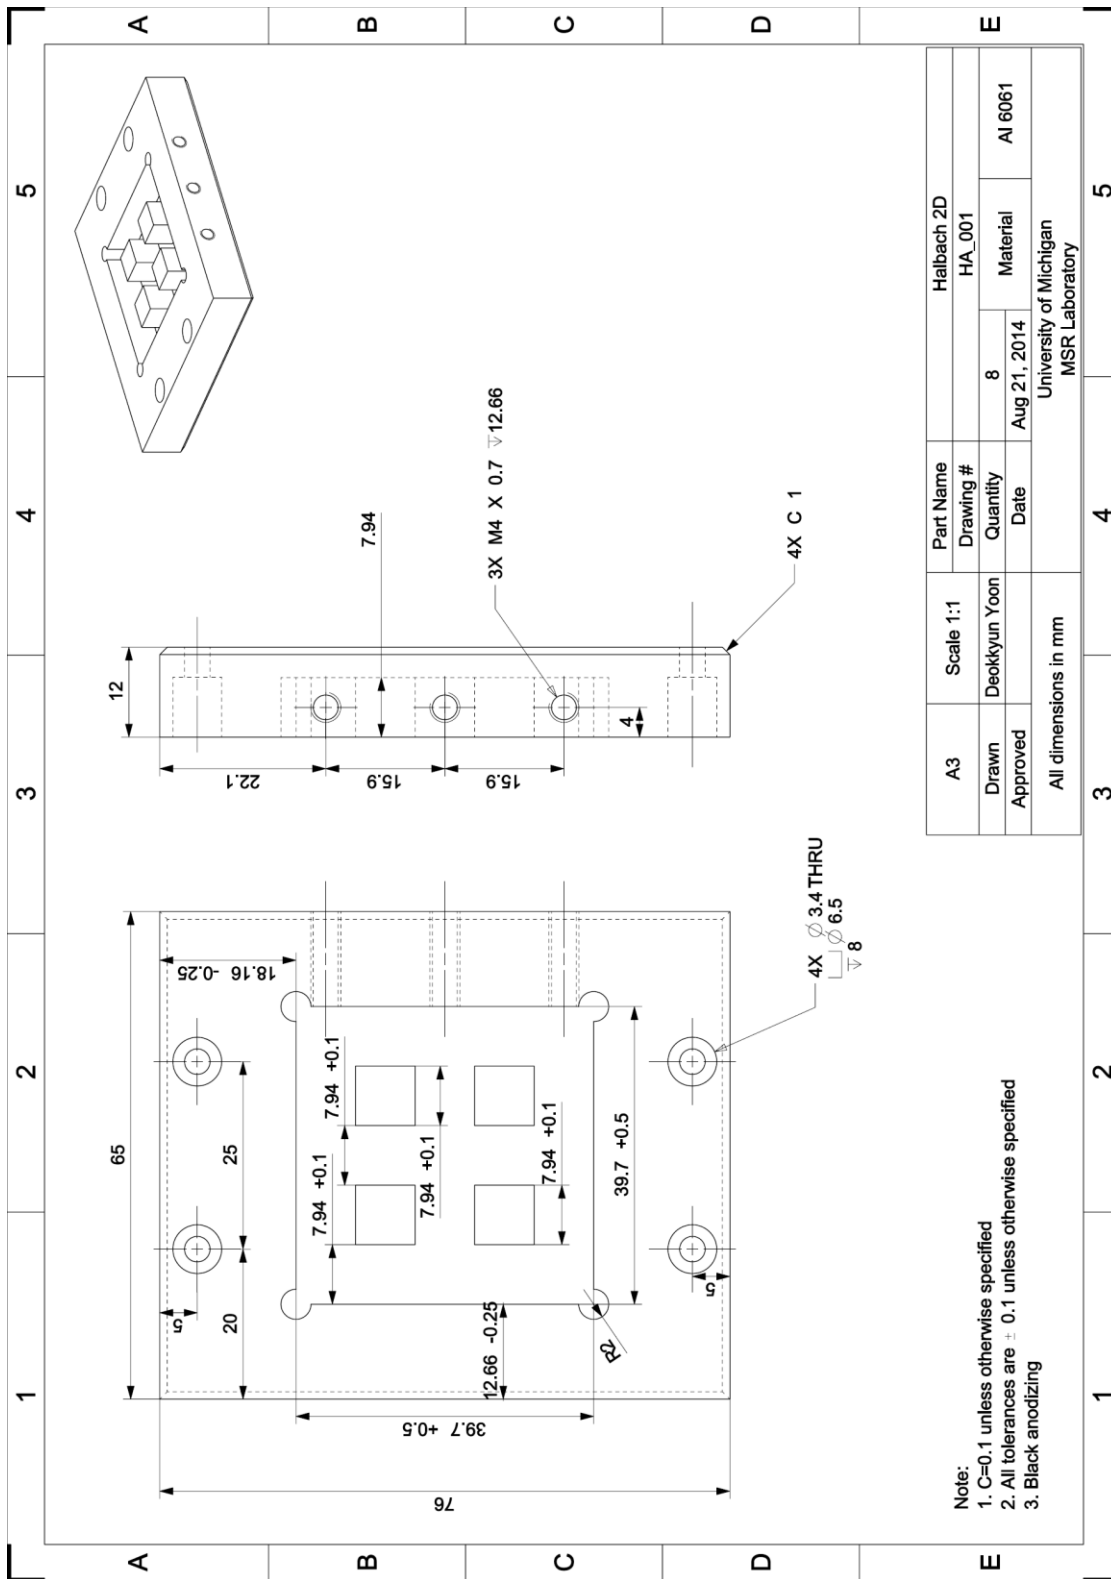 1 2 3 4 5
A
B
C
D
E
65
5
20
25
18.16 -0.25
7.94 +0.1
7.94 +0.1
7.94 +0.1
7.94 +0.1
12.66 -0.25
39.7 +0.5
R2
39.7 +0.5
76
5
4X ∅ 3.4 THRU
⌴ ∅ 6.5
↧ 8
12
22.1
15.9
15.9
7.94
4
3X M4 X 0.7 ↧12.66
4X C 1
Note:
1. C=0.1 unless otherwise specified
2. All tolerances are ± 0.1 unless otherwise specified
3. Black anodizing
A3 Scale 1:1 Part Name Halbach 2D
Drawing # HA_001
Drawn Deokkyun Yoon Quantity 8 Material Al 6061
Approved Date Aug 21, 2014
All dimensions in mm University of Michigan
MSR Laboratory
A
B
C
D
E
1 2 3 4 5